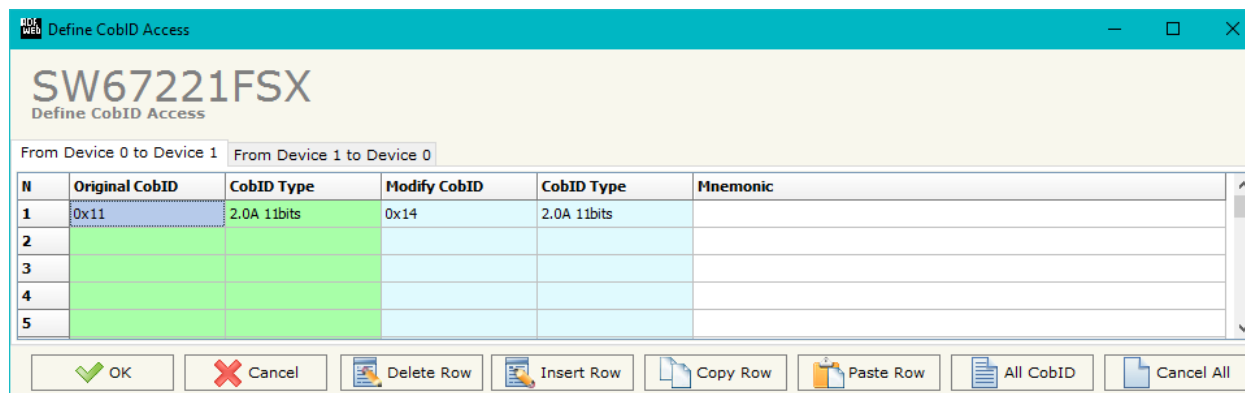 ADF
WEB Define CobID Access
SW67221FSX
Define CobID Access
From Device 0 to Device 1 From Device 1 to Device 0
N Original CobID CobID Type Modify CobID CobID Type Mnemonic
1 0x11 2.0A 11bits 0x14 2.0A 11bits
2
3
4
5
OK Cancel Delete Row Insert Row Copy Row Paste Row All CobID Cancel All